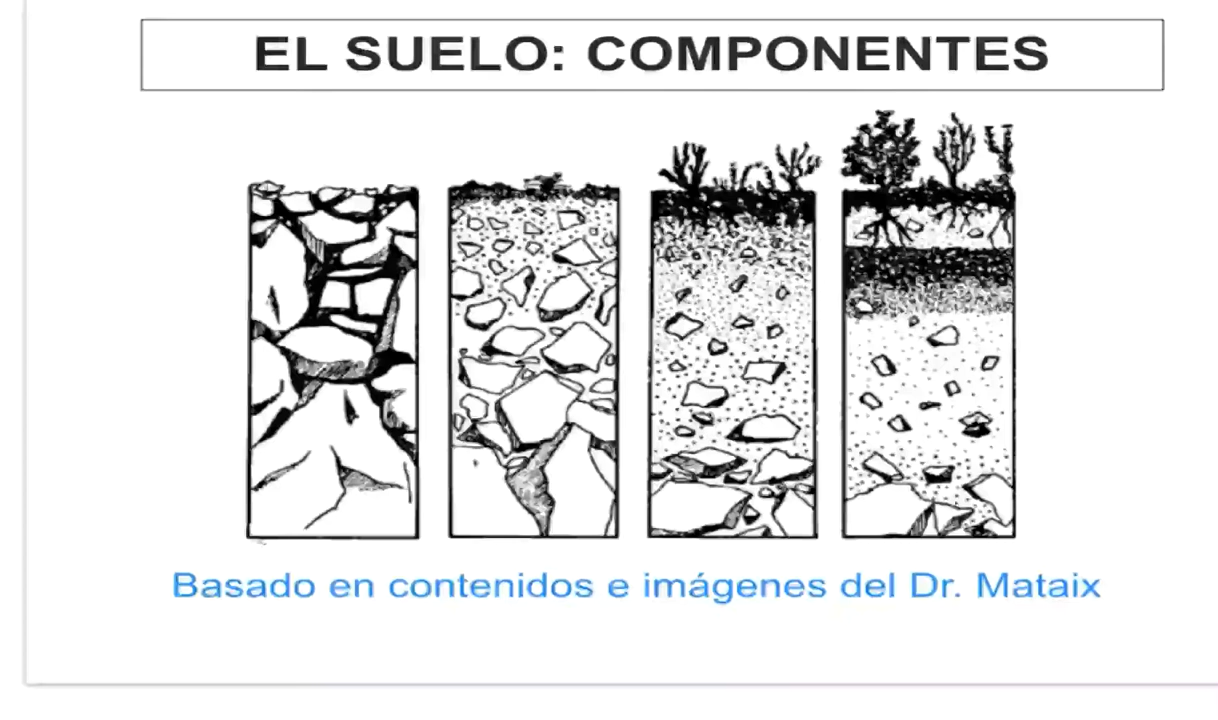 EL SUELO: COMPONENTES
Basado en contenidos e imágenes del Dr. Mataix